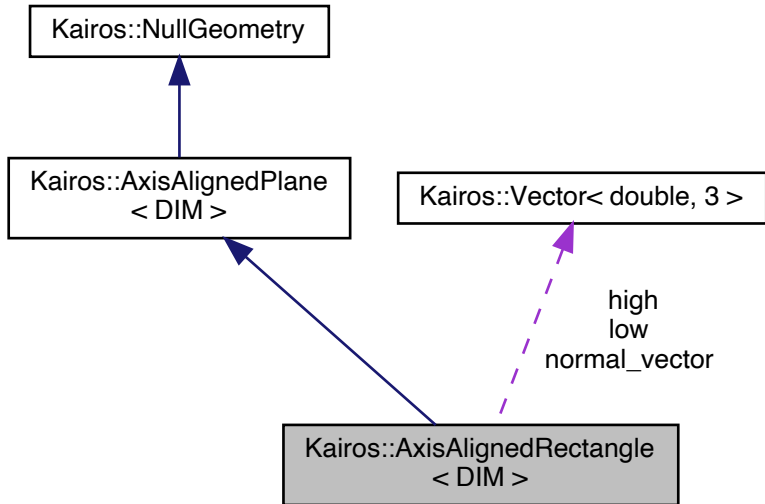 Kairos::NullGeometry
Kairos::AxisAlignedPlane
< DIM >
Kairos::Vector< double, 3 >
high
low
normal_vector
Kairos::AxisAlignedRectangle
< DIM >